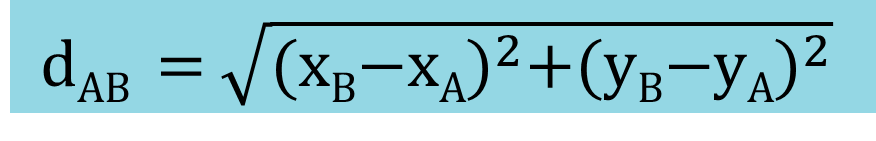 d_AB = √((x_B−x_A)²+(y_B−y_A)²)